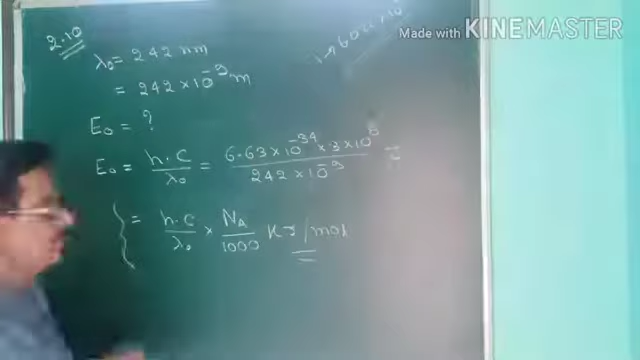 Made with KINEMASTER
2.10
λ₀ = 242 nm
= 242 × 10⁻⁹ m
E₀ = ?
E₀ = h.c / λ₀ = 6.63 × 10⁻³⁴ × 3 × 10⁸ / 242 × 10⁻⁹ J
= h.c / λ₀ × N_A / 1000 KJ/mol